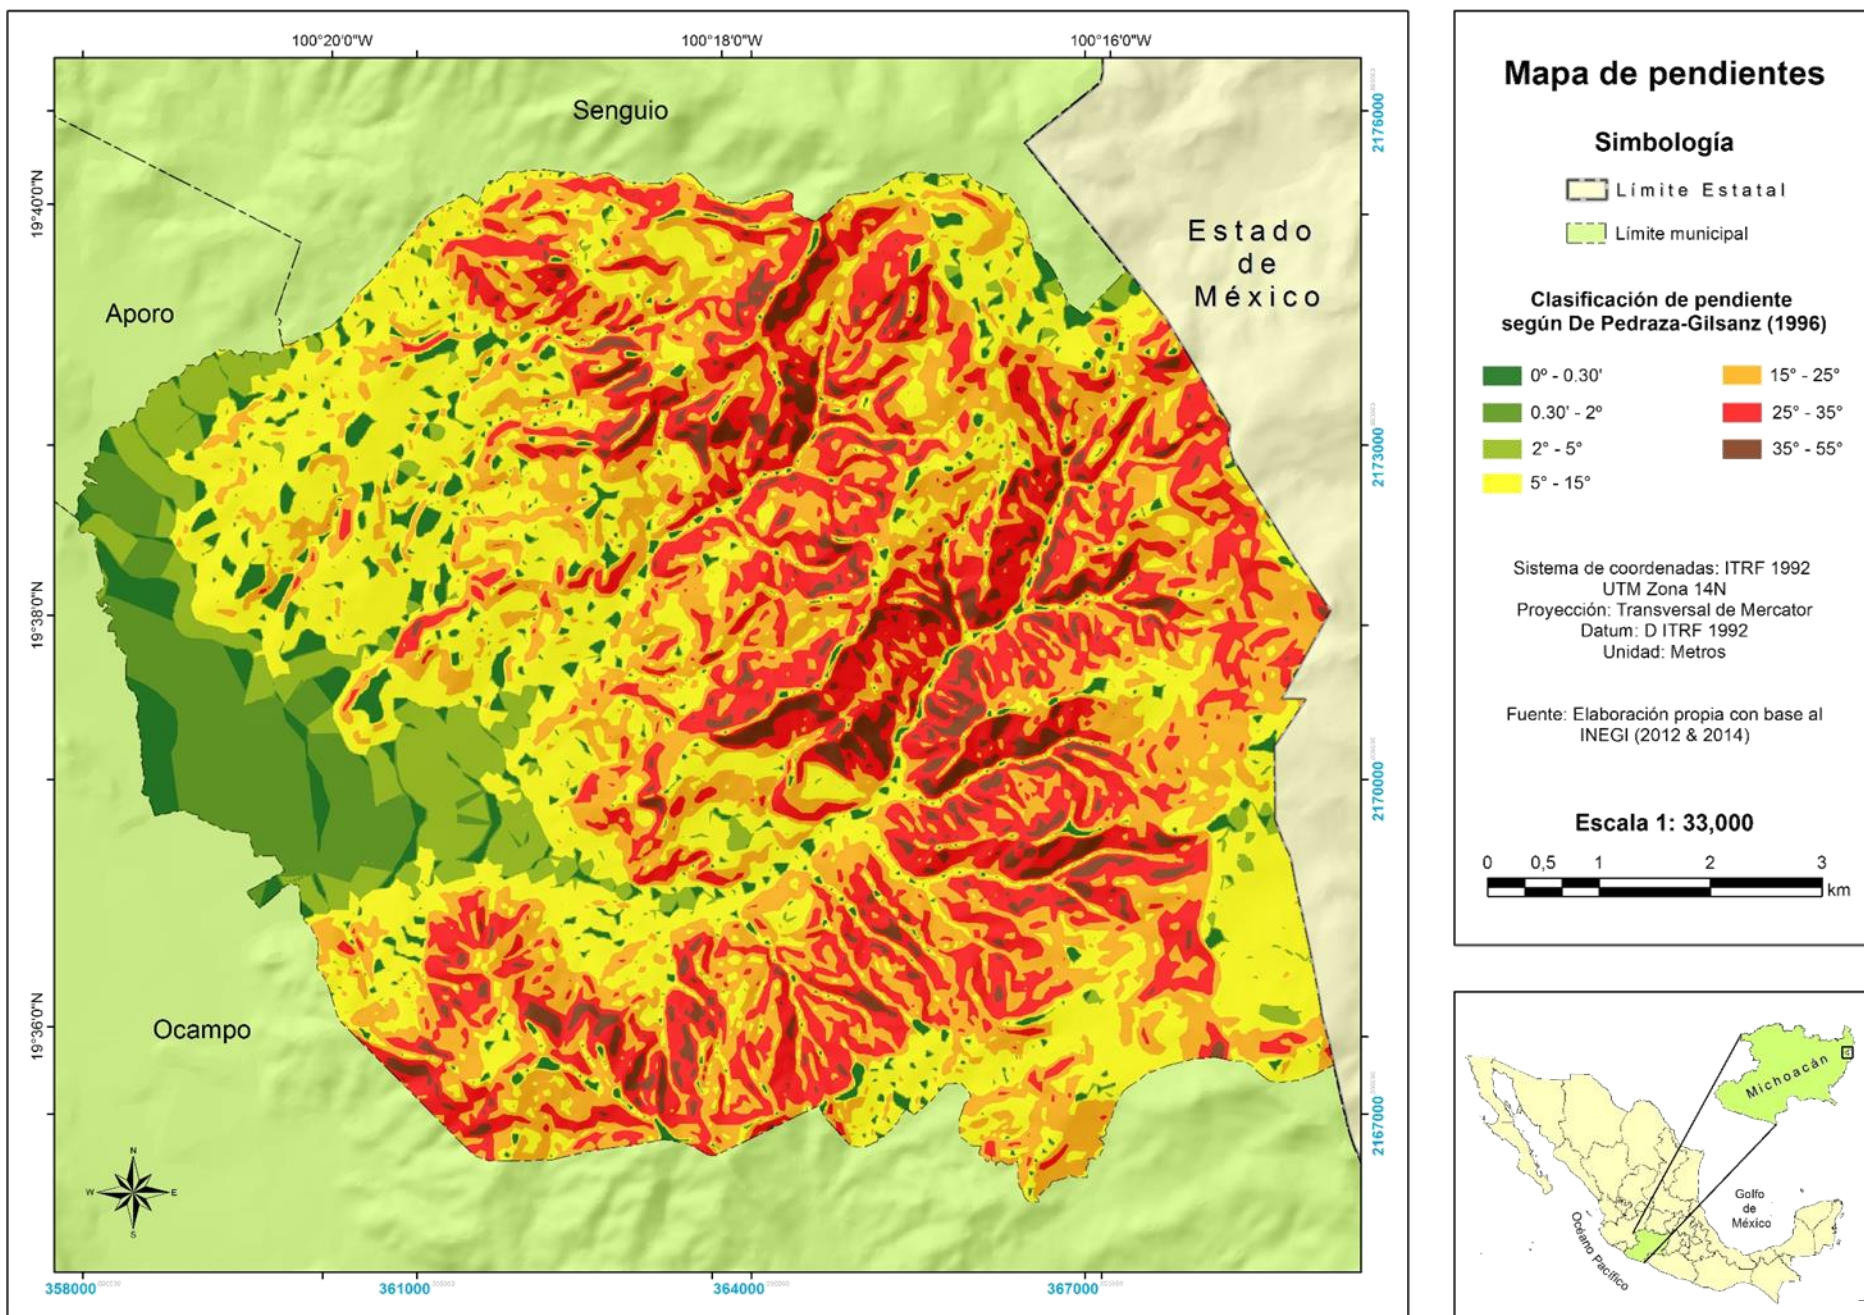 100°20'0"W
100°18'0"W
100°16'0"W
19°40'0"N
19°38'0"N
19°36'0"N
2176000
2173000
2170000
2167000
358000
361000
364000
367000
Senguio
Aporo
Ocampo
Estado
de
México
N
W
E
S
Mapa de pendientes
Simbología
Límite Estatal
Límite municipal
Clasificación de pendiente
según De Pedraza-Gilsanz (1996)
0º - 0.30'
0.30' - 2º
2° - 5°
5° - 15°
15° - 25°
25° - 35°
35° - 55°
Sistema de coordenadas: ITRF 1992
UTM Zona 14N
Proyección: Transversal de Mercator
Datum: D ITRF 1992
Unidad: Metros
Fuente: Elaboración propia con base al
INEGI (2012 & 2014)
Escala 1: 33,000
0 0,5 1 2 3
km
Michoacán
Golfo
de
México
Océano Pacífico